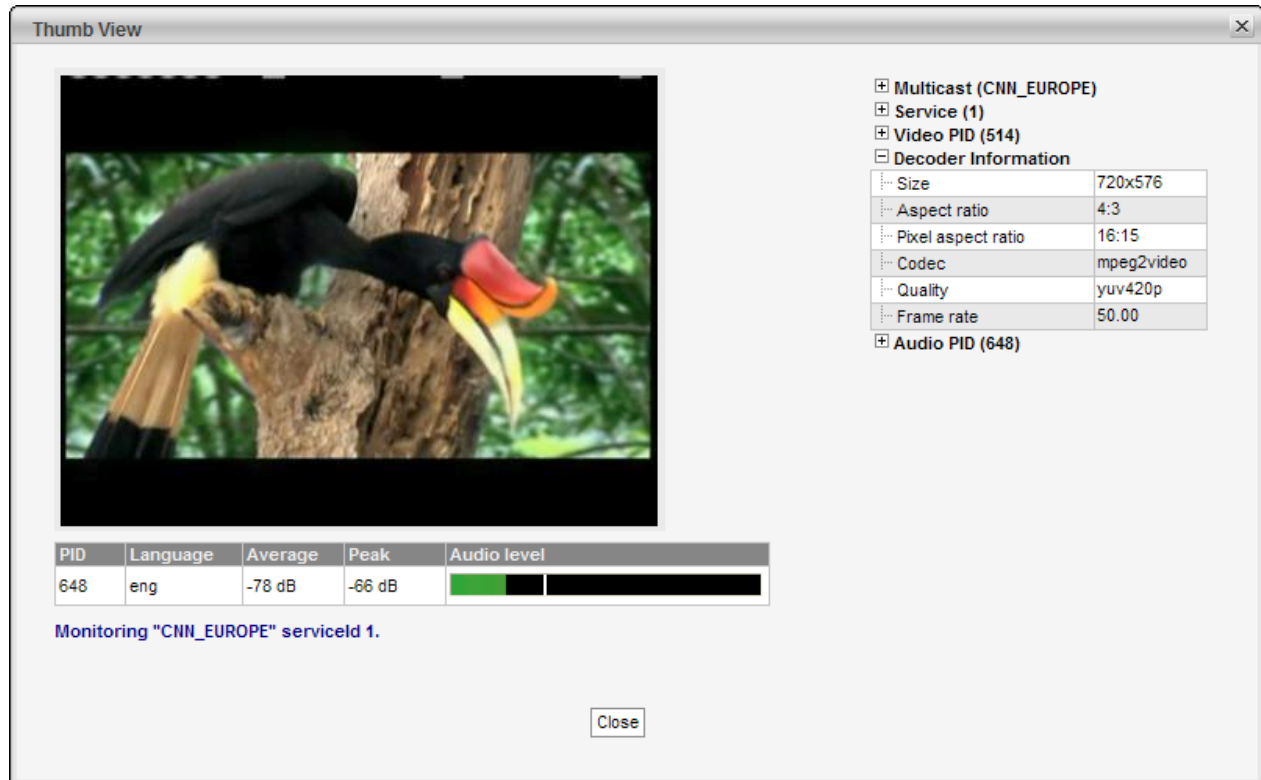 Thumb View
Multicast (CNN_EUROPE)
Service (1)
Video PID (514)
Decoder Information
Size 720x576
Aspect ratio 4:3
Pixel aspect ratio 16:15
Codec mpeg2video
Quality yuv420p
Frame rate 50.00
Audio PID (648)
PID Language Average Peak Audio level
648 eng -78 dB -66 dB
Monitoring "CNN_EUROPE" serviceId 1.
Close